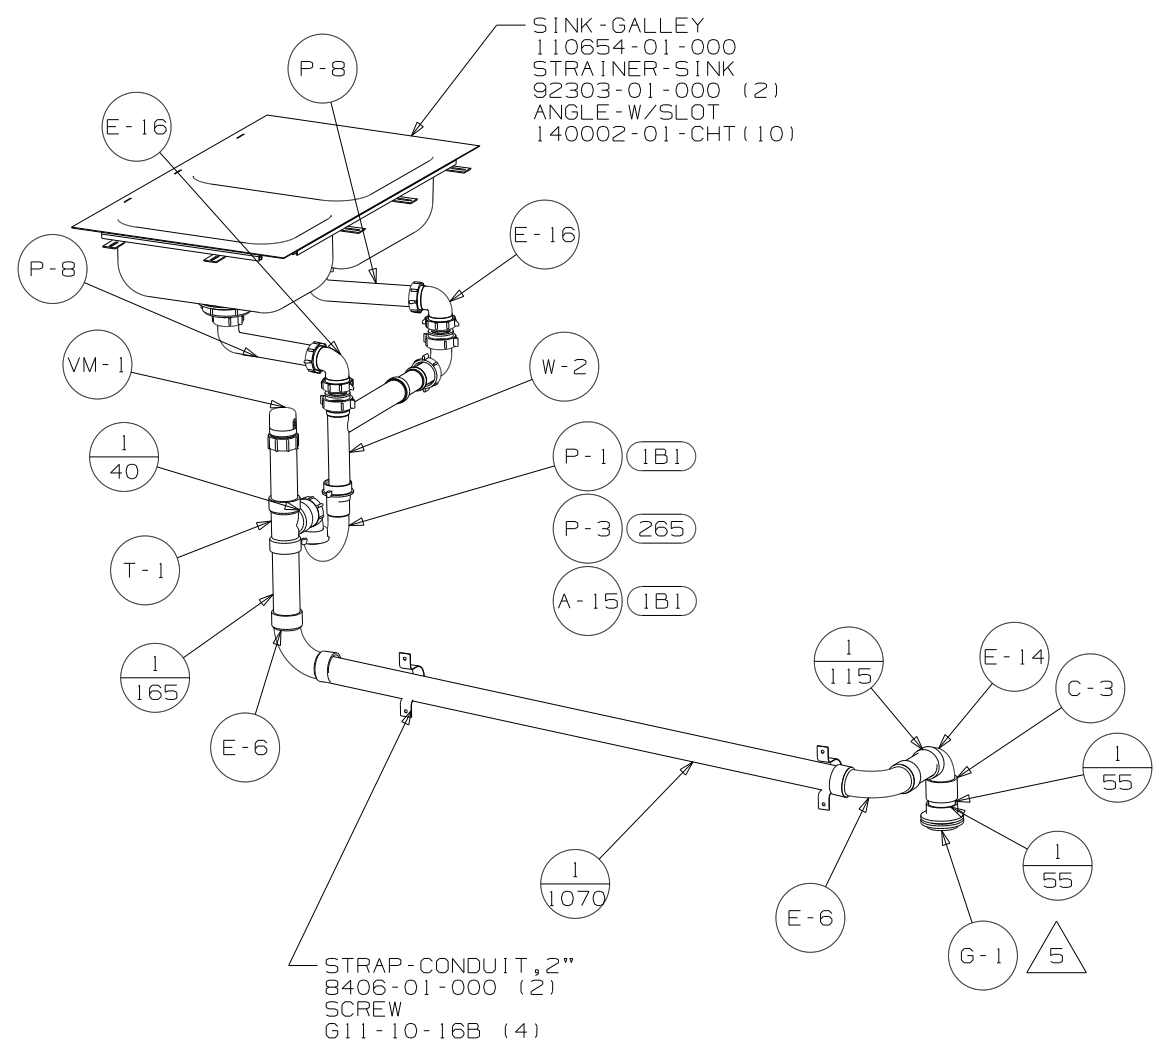 SINK-GALLEY
110654-01-000
STRAINER-SINK
92303-01-000 (2)
ANGLE-W/SLOT
140002-01-CHT(10)
P-8
E-16
E-16
P-8
VM-1
W-2
1
40
P-1 1B1
P-3 265
T-1
A-15 1B1
1
165
1
115
E-14
C-3
E-6
1
55
1
55
1
1070
E-6
G-1 5
STRAP-CONDUIT,2"
8406-01-000 (2)
SCREW
G11-10-16B (4)